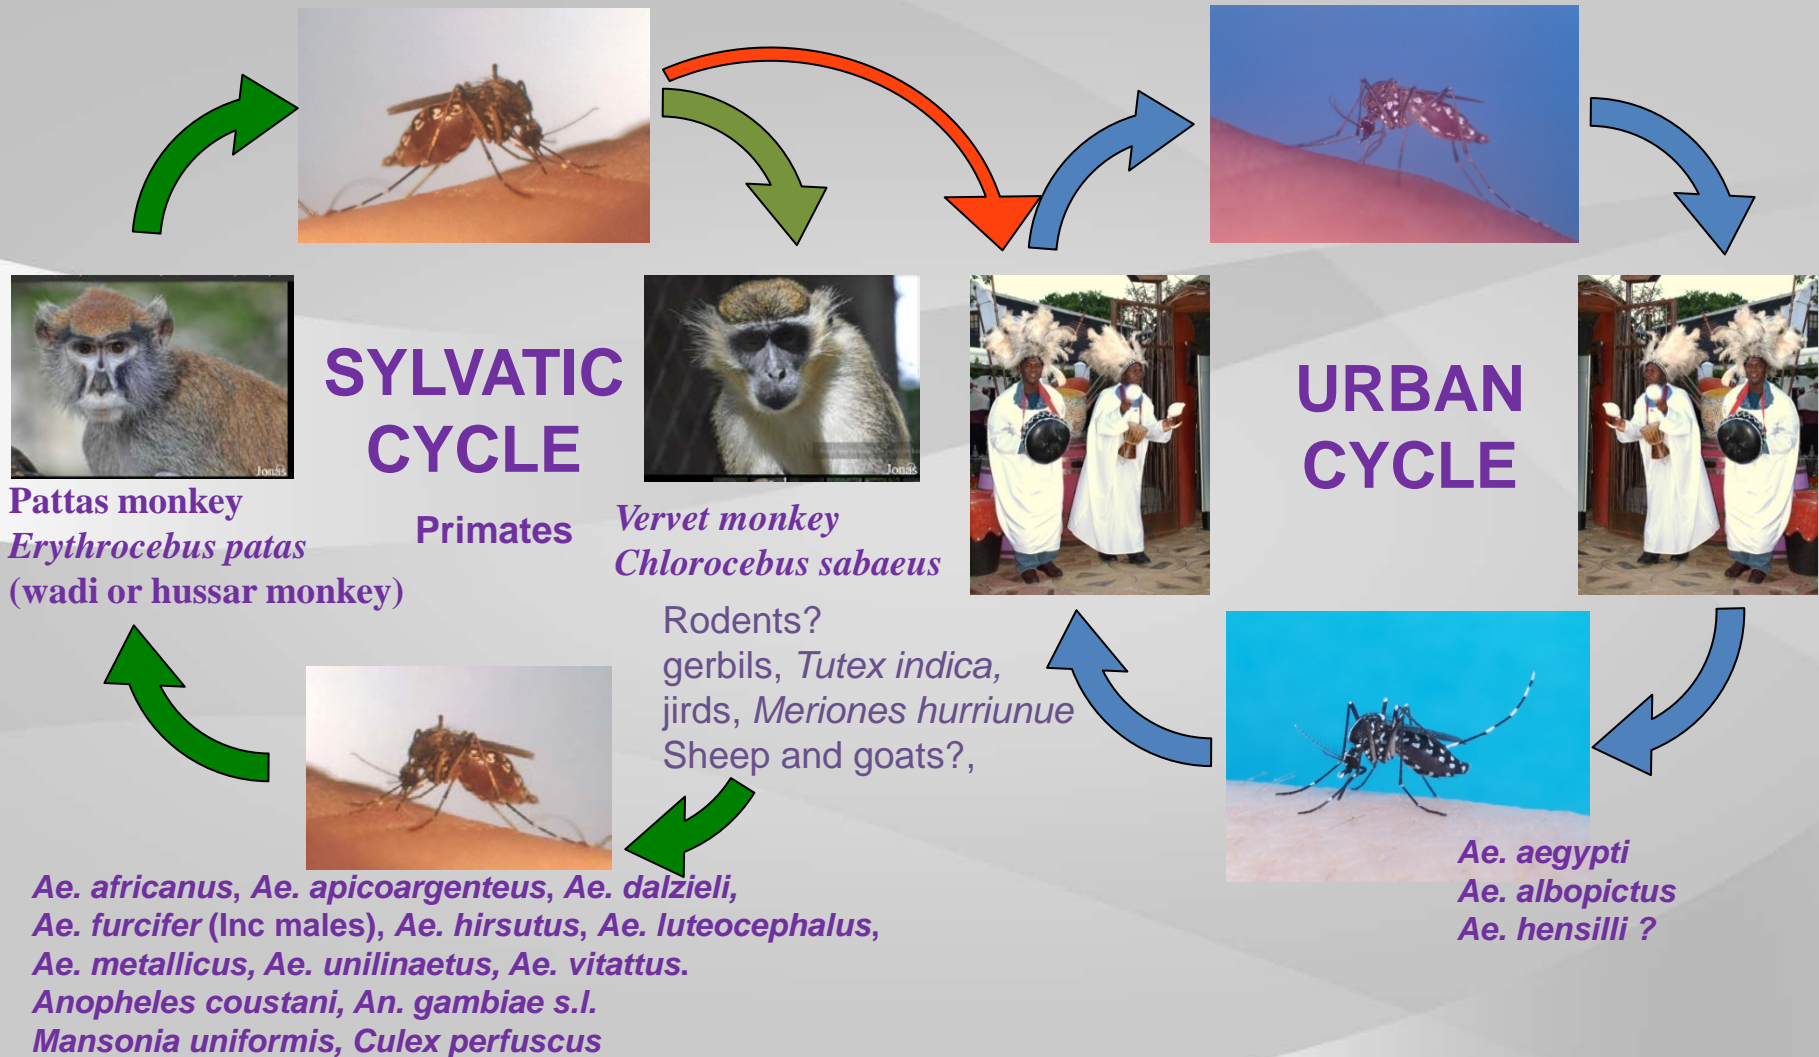 SYLVATIC
CYCLE
Primates
URBAN
CYCLE
Jonas
Pattas monkey
Erythrocebus patas
(wadi or hussar monkey)
Jonas
Vervet monkey
Chlorocebus sabaeus
Rodents?
gerbils, Tutex indica,
jirds, Meriones hurriunue
Sheep and goats?,
Ae. africanus, Ae. apicoargenteus, Ae. dalzieli,
Ae. furcifer (Inc males), Ae. hirsutus, Ae. luteocephalus,
Ae. metallicus, Ae. unilinaetus, Ae. vitattus.
Anopheles coustani, An. gambiae s.l.
Mansonia uniformis, Culex perfuscus
Ae. aegypti
Ae. albopictus
Ae. hensilli ?